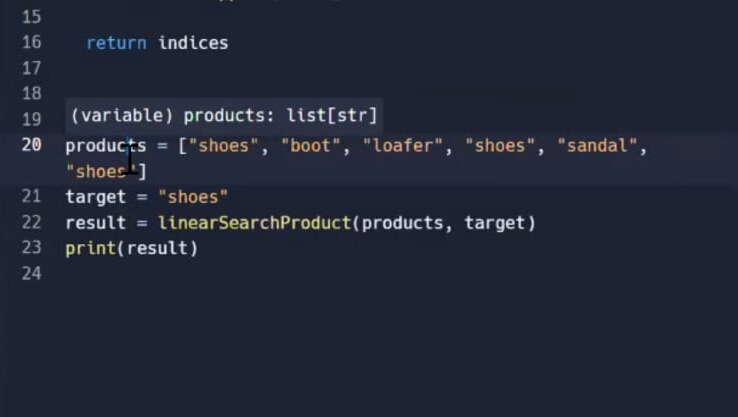 15
16 return indices
17
18
(variable) products: list[str]
19
20 products = ["shoes", "boot", "loafer", "shoes", "sandal",
"shoes"]
21 target = "shoes"
22 result = linearSearchProduct(products, target)
23 print(result)
24